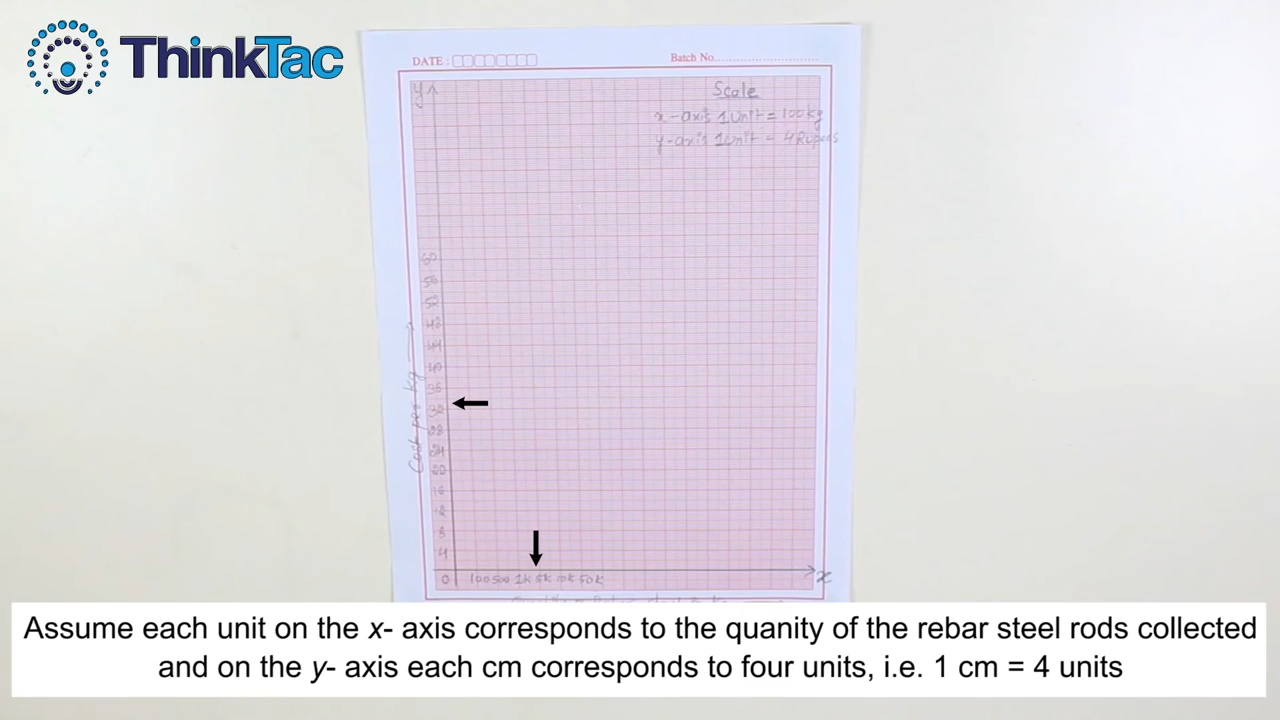 ThinkTac
DATE :
Batch No.
y
Scale
x-axis 1 Unit = 100 kg
y-axis 1 Unit = 4 Rupees
60
56
52
48
44
40
36
32
28
24
20
16
12
8
4
Cost per kg
0 100 500 1k 5k 10k 50k x
Assume each unit on the x- axis corresponds to the quanity of the rebar steel rods collected
and on the y- axis each cm corresponds to four units, i.e. 1 cm = 4 units